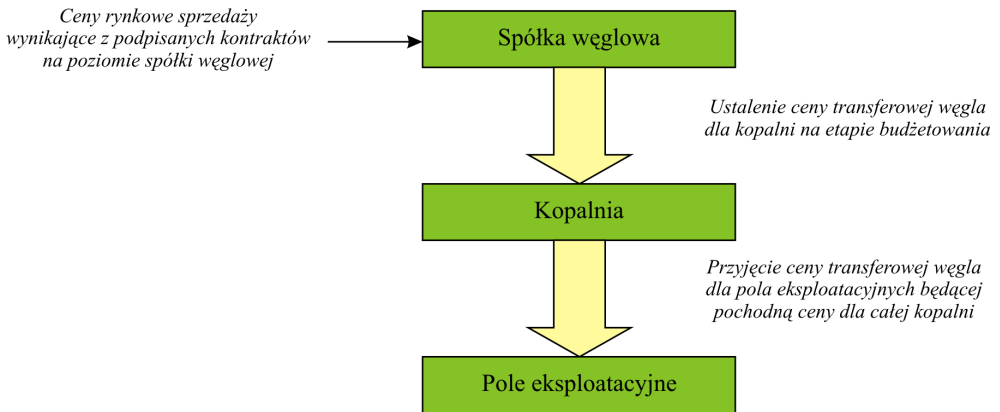 Ceny rynkowe sprzedaży
wynikające z podpisanych kontraktów
na poziomie spółki węglowej
Spółka węglowa
Ustalenie ceny transferowej węgla
dla kopalni na etapie budżetowania
Kopalnia
Przyjęcie ceny transferowej węgla
dla pola eksploatacyjnych będącej
pochodną ceny dla całej kopalni
Pole eksploatacyjne